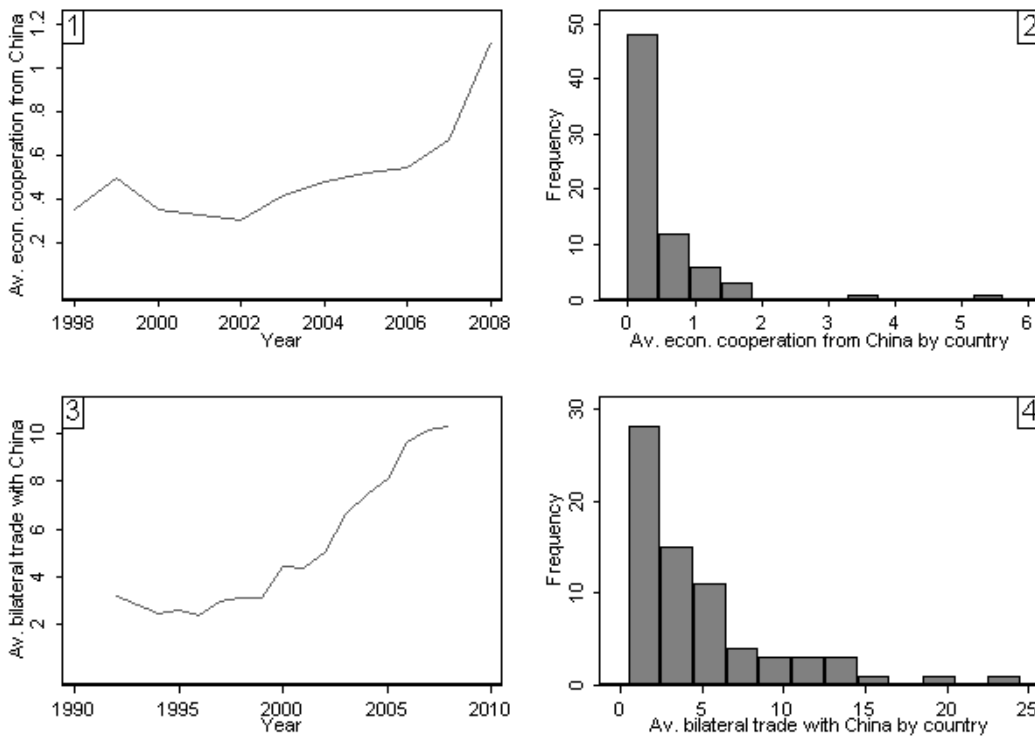 1
Av. econ. cooperation from China
.2 .4 .6 .8 1 1.2
1998 2000 2002 2004 2006 2008
Year
2
Frequency
0 10 20 30 40 50
0 1 2 3 4 5 6
Av. econ. cooperation from China by country
3
Av. bilateral trade with China
2 4 6 8 10
1990 1995 2000 2005 2010
Year
4
Frequency
0 10 20 30
0 5 10 15 20 25
Av. bilateral trade with China by country